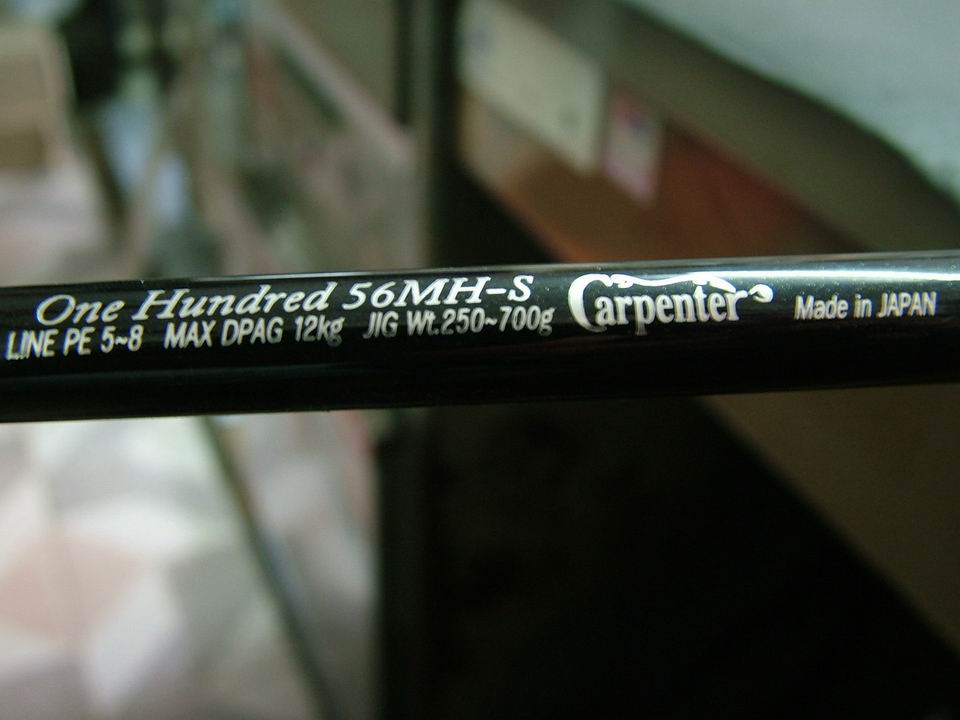 One Hundred 56MH-S
LINE PE 5~8 MAX DPAG 12kg JIG Wt.250~700g
Carpenter
Made in JAPAN